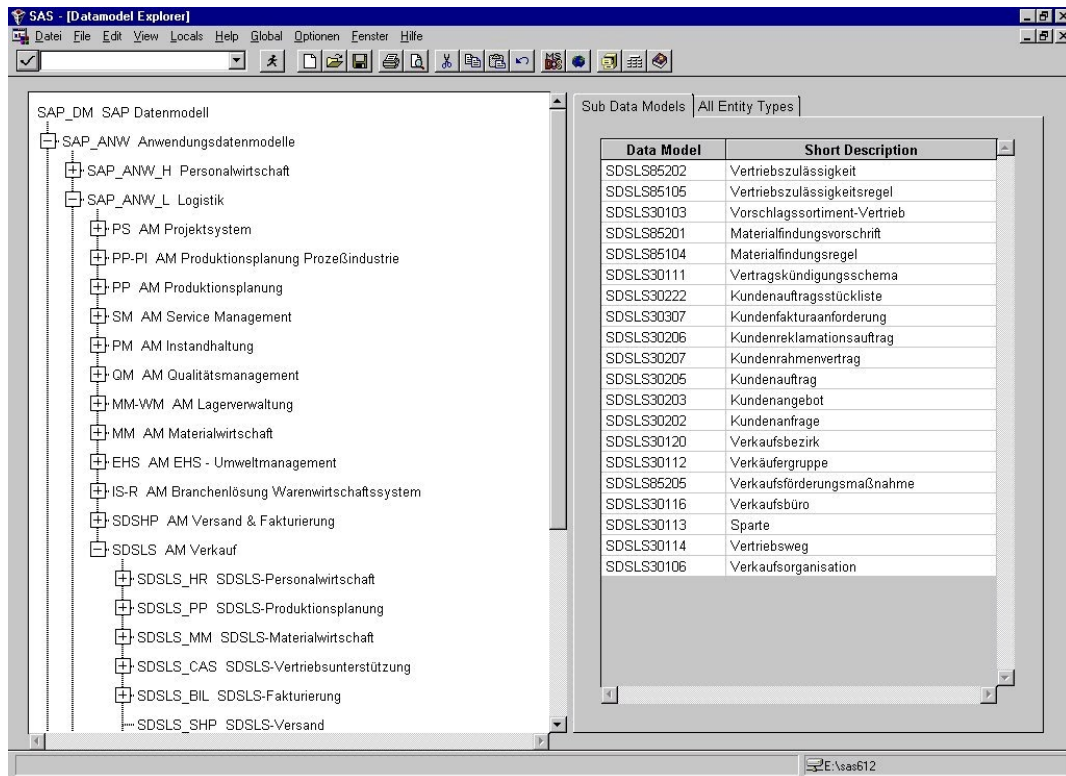 SAS - [Datamodel Explorer]
Datei File Edit View Locals Help Global Optionen Fenster Hilfe
MS DOS
SAP_DM SAP Datenmodell
SAP_ANW Anwendungsdatenmodelle
SAP_ANW_H Personalwirtschaft
SAP_ANW_L Logistik
PS AM Projektsystem
PP-PI AM Produktionsplanung Prozeßindustrie
PP AM Produktionsplanung
SM AM Service Management
PM AM Instandhaltung
QM AM Qualitätsmanagement
MM-WM AM Lagerverwaltung
MM AM Materialwirtschaft
EHS AM EHS - Umweltmanagement
IS-R AM Branchenlösung Warenwirtschaftssystem
SDSHP AM Versand & Fakturierung
SDSLS AM Verkauf
SDSLS_HR SDSLS-Personalwirtschaft
SDSLS_PP SDSLS-Produktionsplanung
SDSLS_MM SDSLS-Materialwirtschaft
SDSLS_CAS SDSLS-Vertriebsunterstützung
SDSLS_BIL SDSLS-Fakturierung
SDSLS_SHP SDSLS-Versand
Sub Data Models All Entity Types
Data Model Short Description
SDSLS85202 Vertriebszulässigkeit
SDSLS85105 Vertriebszulässigkeitsregel
SDSLS30103 Vorschlagssortiment-Vertrieb
SDSLS85201 Materialfindungsvorschrift
SDSLS85104 Materialfindungsregel
SDSLS30111 Vertragskündigungsschema
SDSLS30222 Kundenauftragsstückliste
SDSLS30307 Kundenfakturaanforderung
SDSLS30206 Kundenreklamationsauftrag
SDSLS30207 Kundenrahmenvertrag
SDSLS30205 Kundenauftrag
SDSLS30203 Kundenangebot
SDSLS30202 Kundenanfrage
SDSLS30120 Verkaufsbezirk
SDSLS30112 Verkäufergruppe
SDSLS85205 Verkaufsförderungsmaßnahme
SDSLS30116 Verkaufsbüro
SDSLS30113 Sparte
SDSLS30114 Vertriebsweg
SDSLS30106 Verkaufsorganisation
E:\sas612